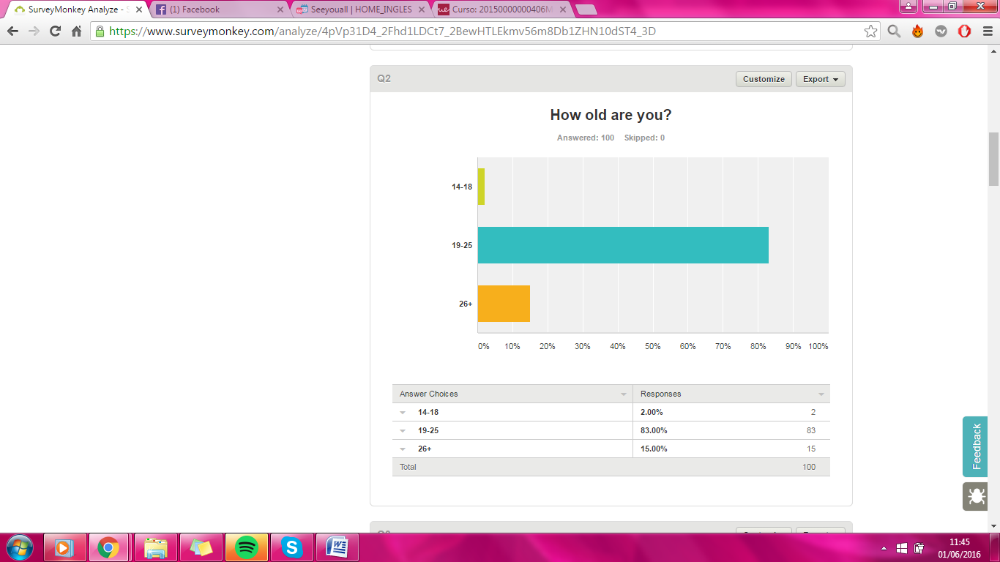 SurveyMonkey Analyze - S
(1) Facebook
Seeyouall | HOME_INGLES
Curso: 20150000000406M
https://www.surveymonkey.com/analyze/4pVp31D4_2Fhd1LDCt7_2BewHTLEkmv56m8Db1ZHN10dST4_3D
Q2
Customize
Export
How old are you?
Answered: 100 Skipped: 0
14-18
19-25
26+
0% 10% 20% 30% 40% 50% 60% 70% 80% 90% 100%
Answer Choices Responses
14-18 2.00% 2
19-25 83.00% 83
26+ 15.00% 15
Total 100
Feedback
11:45
01/06/2016